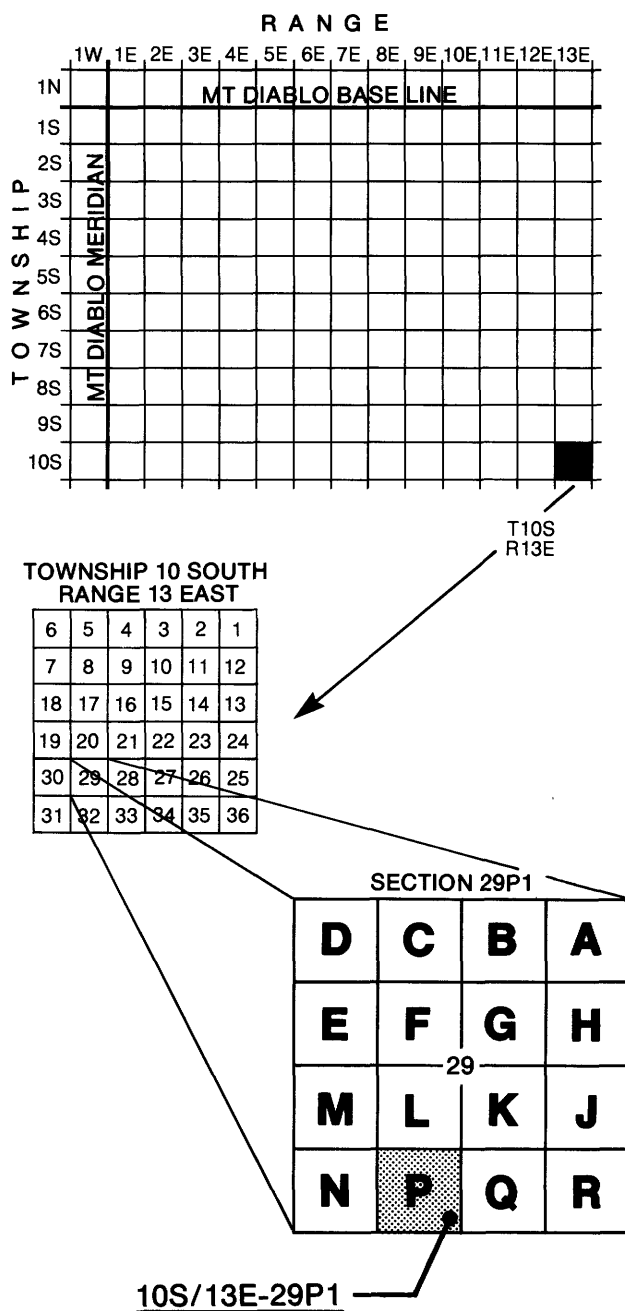 RANGE
1W 1E 2E 3E 4E 5E 6E 7E 8E 9E 10E 11E 12E 13E
TOWNSHIP
1N
MT DIABLO BASE LINE
1S
2S
3S
4S
5S
6S
7S
8S
9S
10S
MT DIABLO MERIDIAN
T10S
R13E
TOWNSHIP 10 SOUTH
RANGE 13 EAST
6 5 4 3 2 1
7 8 9 10 11 12
18 17 16 15 14 13
19 20 21 22 23 24
30 29 28 27 26 25
31 32 33 34 35 36
SECTION 29P1
D C B A
E F G H
29
M L K J
N P Q R
10S/13E-29P1